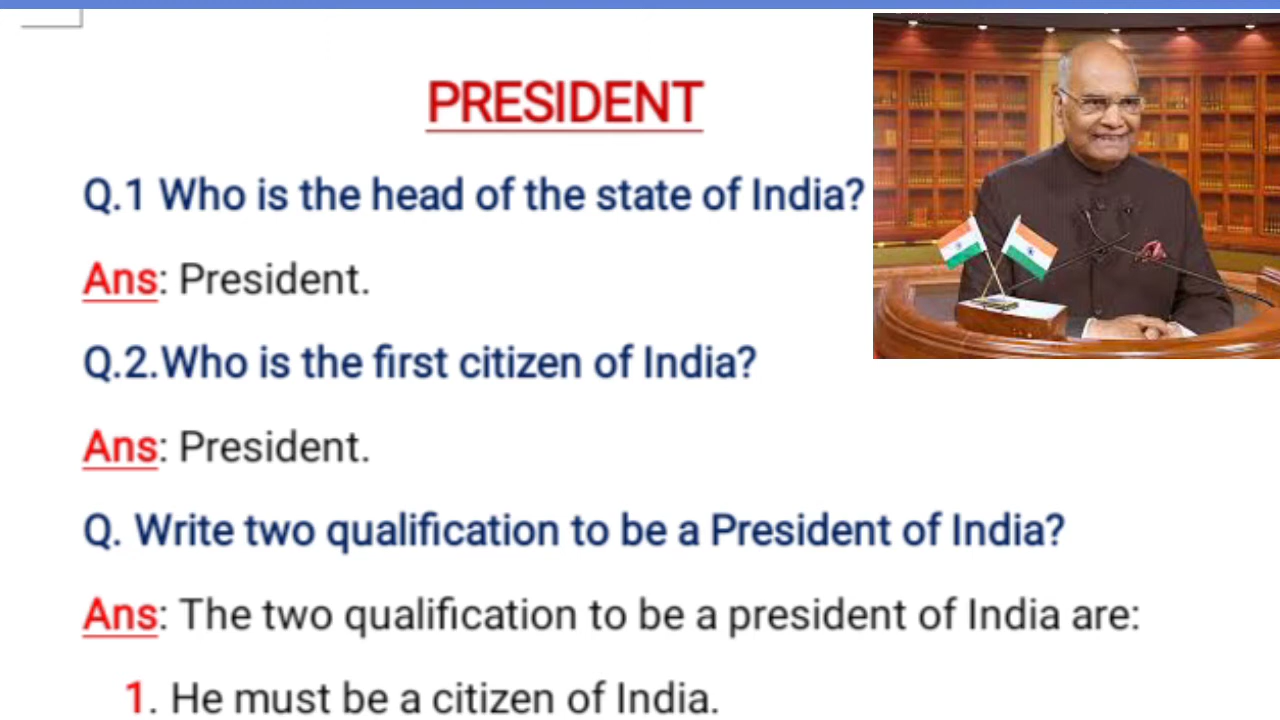 PRESIDENT
Q.1 Who is the head of the state of India?
Ans: President.
Q.2.Who is the first citizen of India?
Ans: President.
Q. Write two qualification to be a President of India?
Ans: The two qualification to be a president of India are:
1. He must be a citizen of India.